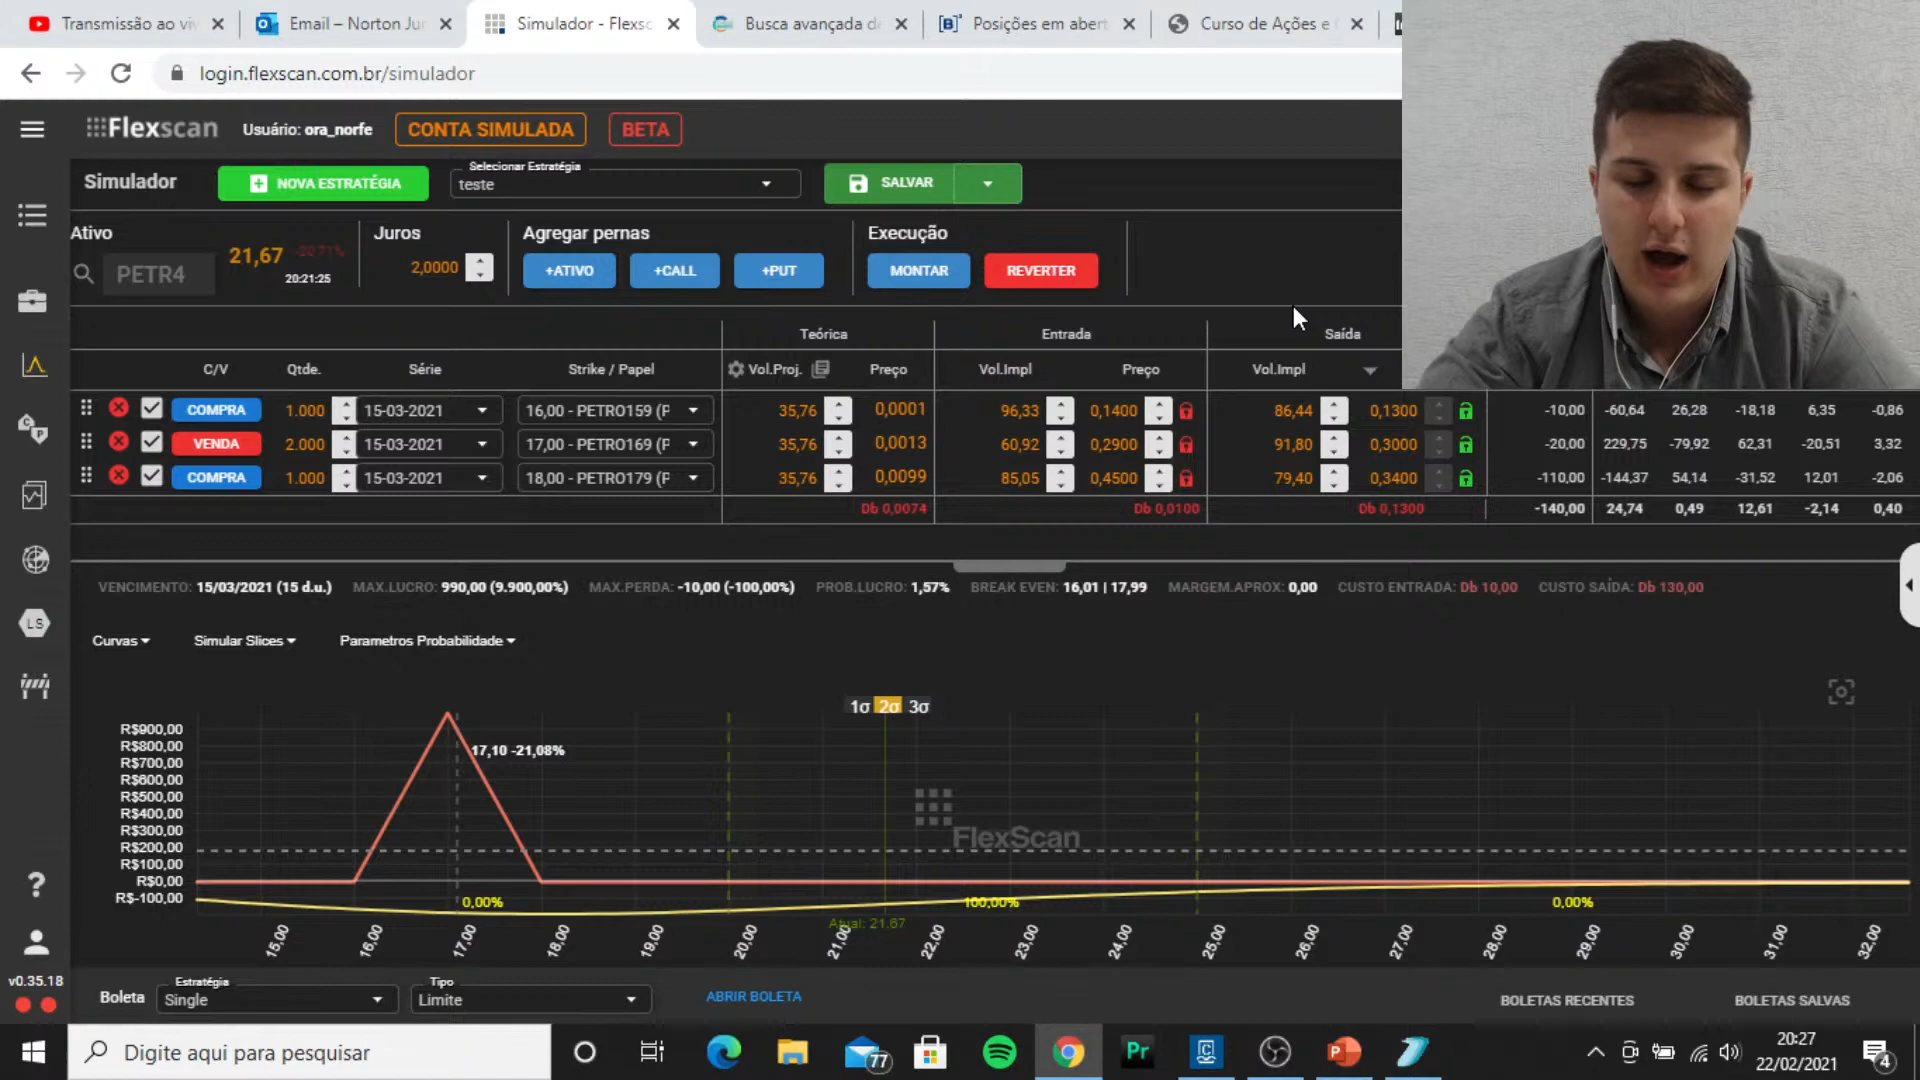 Transmissão ao viv
Email – Norton Jur
Simulador - Flexsc
Busca avançada de
Posições em abert
Curso de Ações e
login.flexscan.com.br/simulador
Flexscan
Usuário: ora_norfe
CONTA SIMULADA
BETA
Simulador
NOVA ESTRATÉGIA
Selecionar Estratégia
teste
SALVAR
Ativo
PETR4
21,67 -20,71%
20:21:25
Juros
2,0000
Agregar pernas
+ATIVO +CALL +PUT
Execução
MONTAR REVERTER
Teórica Entrada Saída
C/V Qtde. Série Strike / Papel Vol.Proj. Preço Vol.Impl Preço Vol.Impl
COMPRA 1.000 15-03-2021 16,00 - PETRO159 (P 35,76 0,0001 96,33 0,1400 86,44 0,1300 -10,00 -60,64 26,28 -18,18 6,35 -0,86
VENDA 2.000 15-03-2021 17,00 - PETRO169 (P 35,76 0,0013 60,92 0,2900 91,80 0,3000 -20,00 229,75 -79,92 62,31 -20,51 3,32
COMPRA 1.000 15-03-2021 18,00 - PETRO179 (P 35,76 0,0099 85,05 0,4500 79,40 0,3400 -110,00 -144,37 54,14 -31,52 12,01 -2,06
Db 0,0074 Db 0,0100 Db 0,1300 -140,00 24,74 0,49 12,61 -2,14 0,40
VENCIMENTO: 15/03/2021 (15 d.u.) MAX.LUCRO: 990,00 (9.900,00%) MAX.PERDA: -10,00 (-100,00%) PROB.LUCRO: 1,57% BREAK EVEN: 16,01 | 17,99 MARGEM.APROX: 0,00 CUSTO ENTRADA: Db 10,00 CUSTO SAÍDA: Db 130,00
Curvas Simular Slices Parametros Probabilidade
1σ 2σ 3σ
R$900,00
R$800,00
R$700,00
R$600,00
R$500,00
R$400,00
R$300,00
R$200,00
R$100,00
R$0,00
R$-100,00
17,10 -21,08%
FlexScan
0,00% 100,00% 0,00%
Atual: 21,67
15,00 16,00 17,00 18,00 19,00 20,00 21,00 22,00 23,00 24,00 25,00 26,00 27,00 28,00 29,00 30,00 31,00 32,00
LS
?
v0.35.18
Boleta
Estratégia
Single
Tipo
Limite
ABRIR BOLETA
BOLETAS RECENTES
BOLETAS SALVAS
Digite aqui para pesquisar
77
Pr
20:27
22/02/2021
4